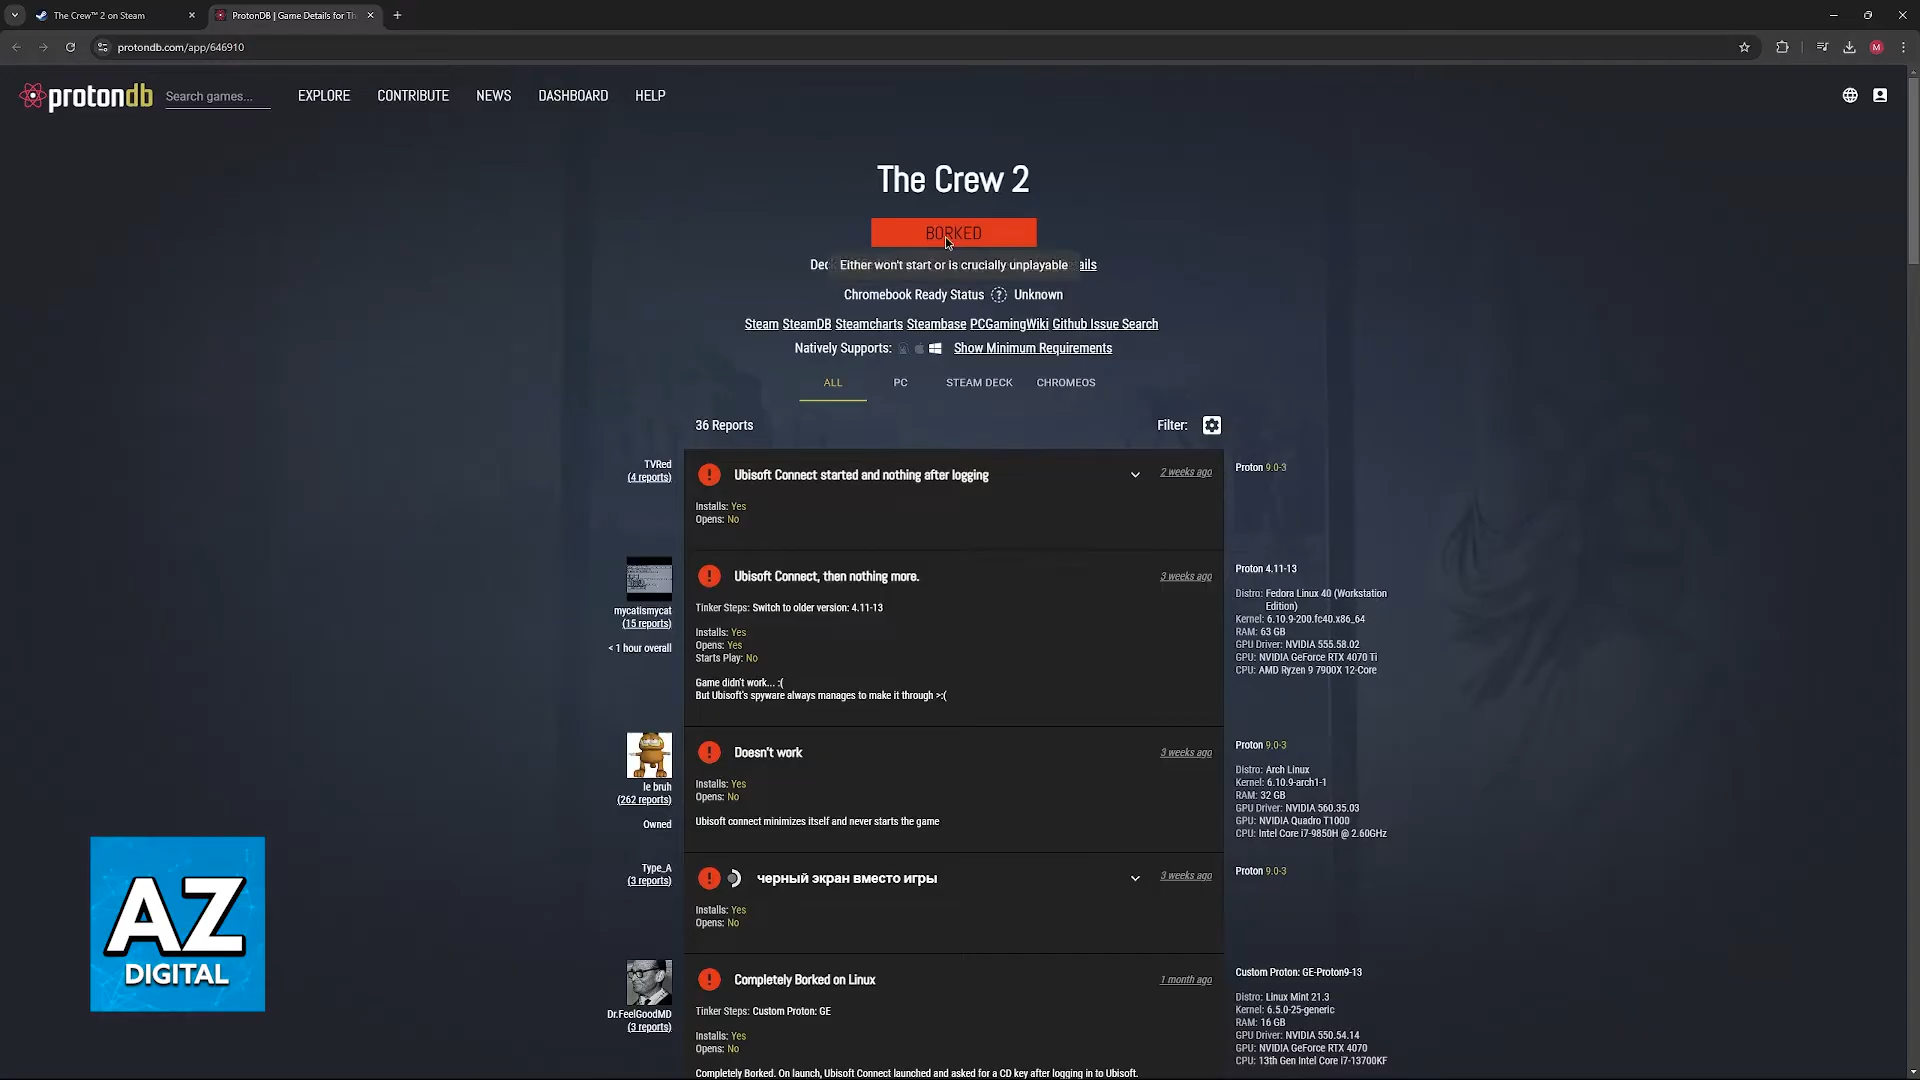 The Crew™ 2 on Steam
ProtonDB | Game Details for Th
protondb.com/app/646910
M
protondb
Search games...
EXPLORE
CONTRIBUTE
NEWS
DASHBOARD
HELP
The Crew 2
BORKED
Dec
Either won't start or is crucially unplayable
ails
Chromebook Ready Status ? Unknown
Steam SteamDB Steamcharts Steambase PCGamingWiki Github Issue Search
Natively Supports: Show Minimum Requirements
ALL
PC
STEAM DECK
CHROMEOS
36 Reports
Filter:
TVRed
(4 reports)
Ubisoft Connect started and nothing after logging
2 weeks ago
Installs: Yes
Opens: No
Proton 9.0-3
mycatismycat
(15 reports)
< 1 hour overall
Ubisoft Connect, then nothing more.
3 weeks ago
Tinker Steps: Switch to older version: 4.11-13
Installs: Yes
Opens: Yes
Starts Play: No
Game didn't work... :(
But Ubisoft's spyware always manages to make it through >:(
Proton 4.11-13
Distro: Fedora Linux 40 (Workstation
Edition)
Kernel: 6.10.9-200.fc40.x86_64
RAM: 63 GB
GPU Driver: NVIDIA 555.58.02
GPU: NVIDIA GeForce RTX 4070 Ti
CPU: AMD Ryzen 9 7900X 12-Core
le bruh
(262 reports)
Owned
Doesn't work
3 weeks ago
Installs: Yes
Opens: No
Ubisoft connect minimizes itself and never starts the game
Proton 9.0-3
Distro: Arch Linux
Kernel: 6.10.9-arch1-1
RAM: 32 GB
GPU Driver: NVIDIA 560.35.03
GPU: NVIDIA Quadro T1000
CPU: Intel Core i7-9850H @ 2.60GHz
Type_A
(3 reports)
черный экран вместо игры
3 weeks ago
Installs: Yes
Opens: No
Proton 9.0-3
Dr.FeelGoodMD
(3 reports)
Completely Borked on Linux
1 month ago
Tinker Steps: Custom Proton: GE
Installs: Yes
Opens: No
Completely Borked. On launch, Ubisoft Connect launched and asked for a CD key after logging in to Ubisoft.
Custom Proton: GE-Proton9-13
Distro: Linux Mint 21.3
Kernel: 6.5.0-25-generic
RAM: 16 GB
GPU Driver: NVIDIA 550.54.14
GPU: NVIDIA GeForce RTX 4070
CPU: 13th Gen Intel Core i7-13700KF
AZ
DIGITAL